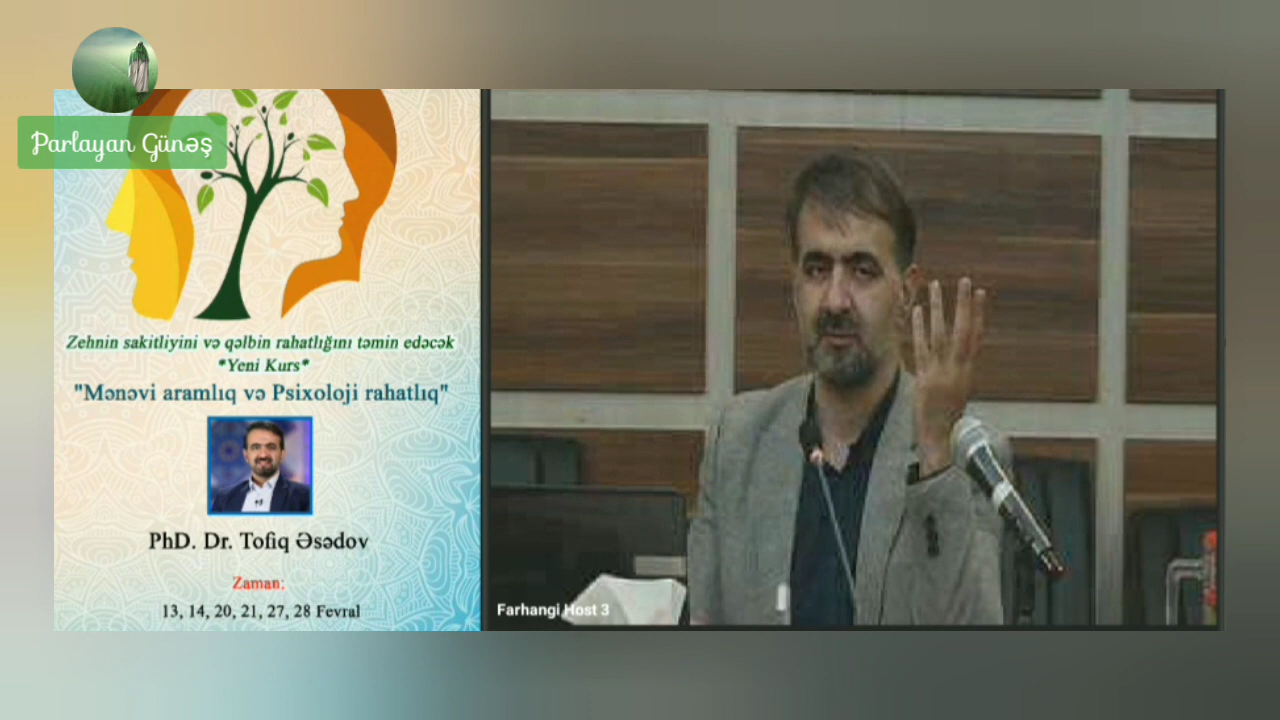 Parlayan Günəş
Zehnin sakitliyini və qəlbin rahatlığını təmin edəcək
*Yeni Kurs*
"Mənəvi aramlıq və Psixoloji rahatlıq"
PhD. Dr. Tofiq Əsədov
Zaman:
13, 14, 20, 21, 27, 28 Fevral
Farhangi Host 3